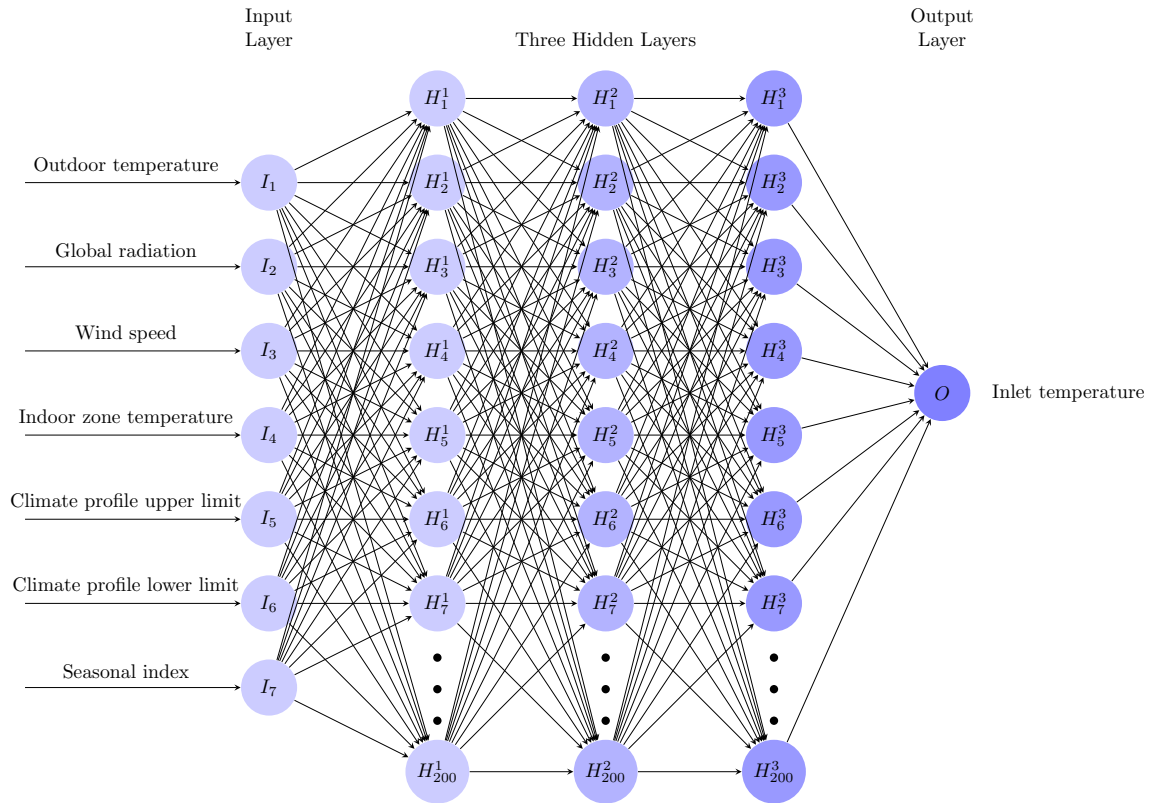 Input
Layer
Three Hidden Layers
Output
Layer
Outdoor temperature
Global radiation
Wind speed
Indoor zone temperature
Climate profile upper limit
Climate profile lower limit
Seasonal index
I₁
I₂
I₃
I₄
I₅
I₆
I₇
H¹₁
H¹₂
H¹₃
H¹₄
H¹₅
H¹₆
H¹₇
H¹₂₀₀
H²₁
H²₂
H²₃
H²₄
H²₅
H²₆
H²₇
H²₂₀₀
H³₁
H³₂
H³₃
H³₄
H³₅
H³₆
H³₇
H³₂₀₀
O
Inlet temperature